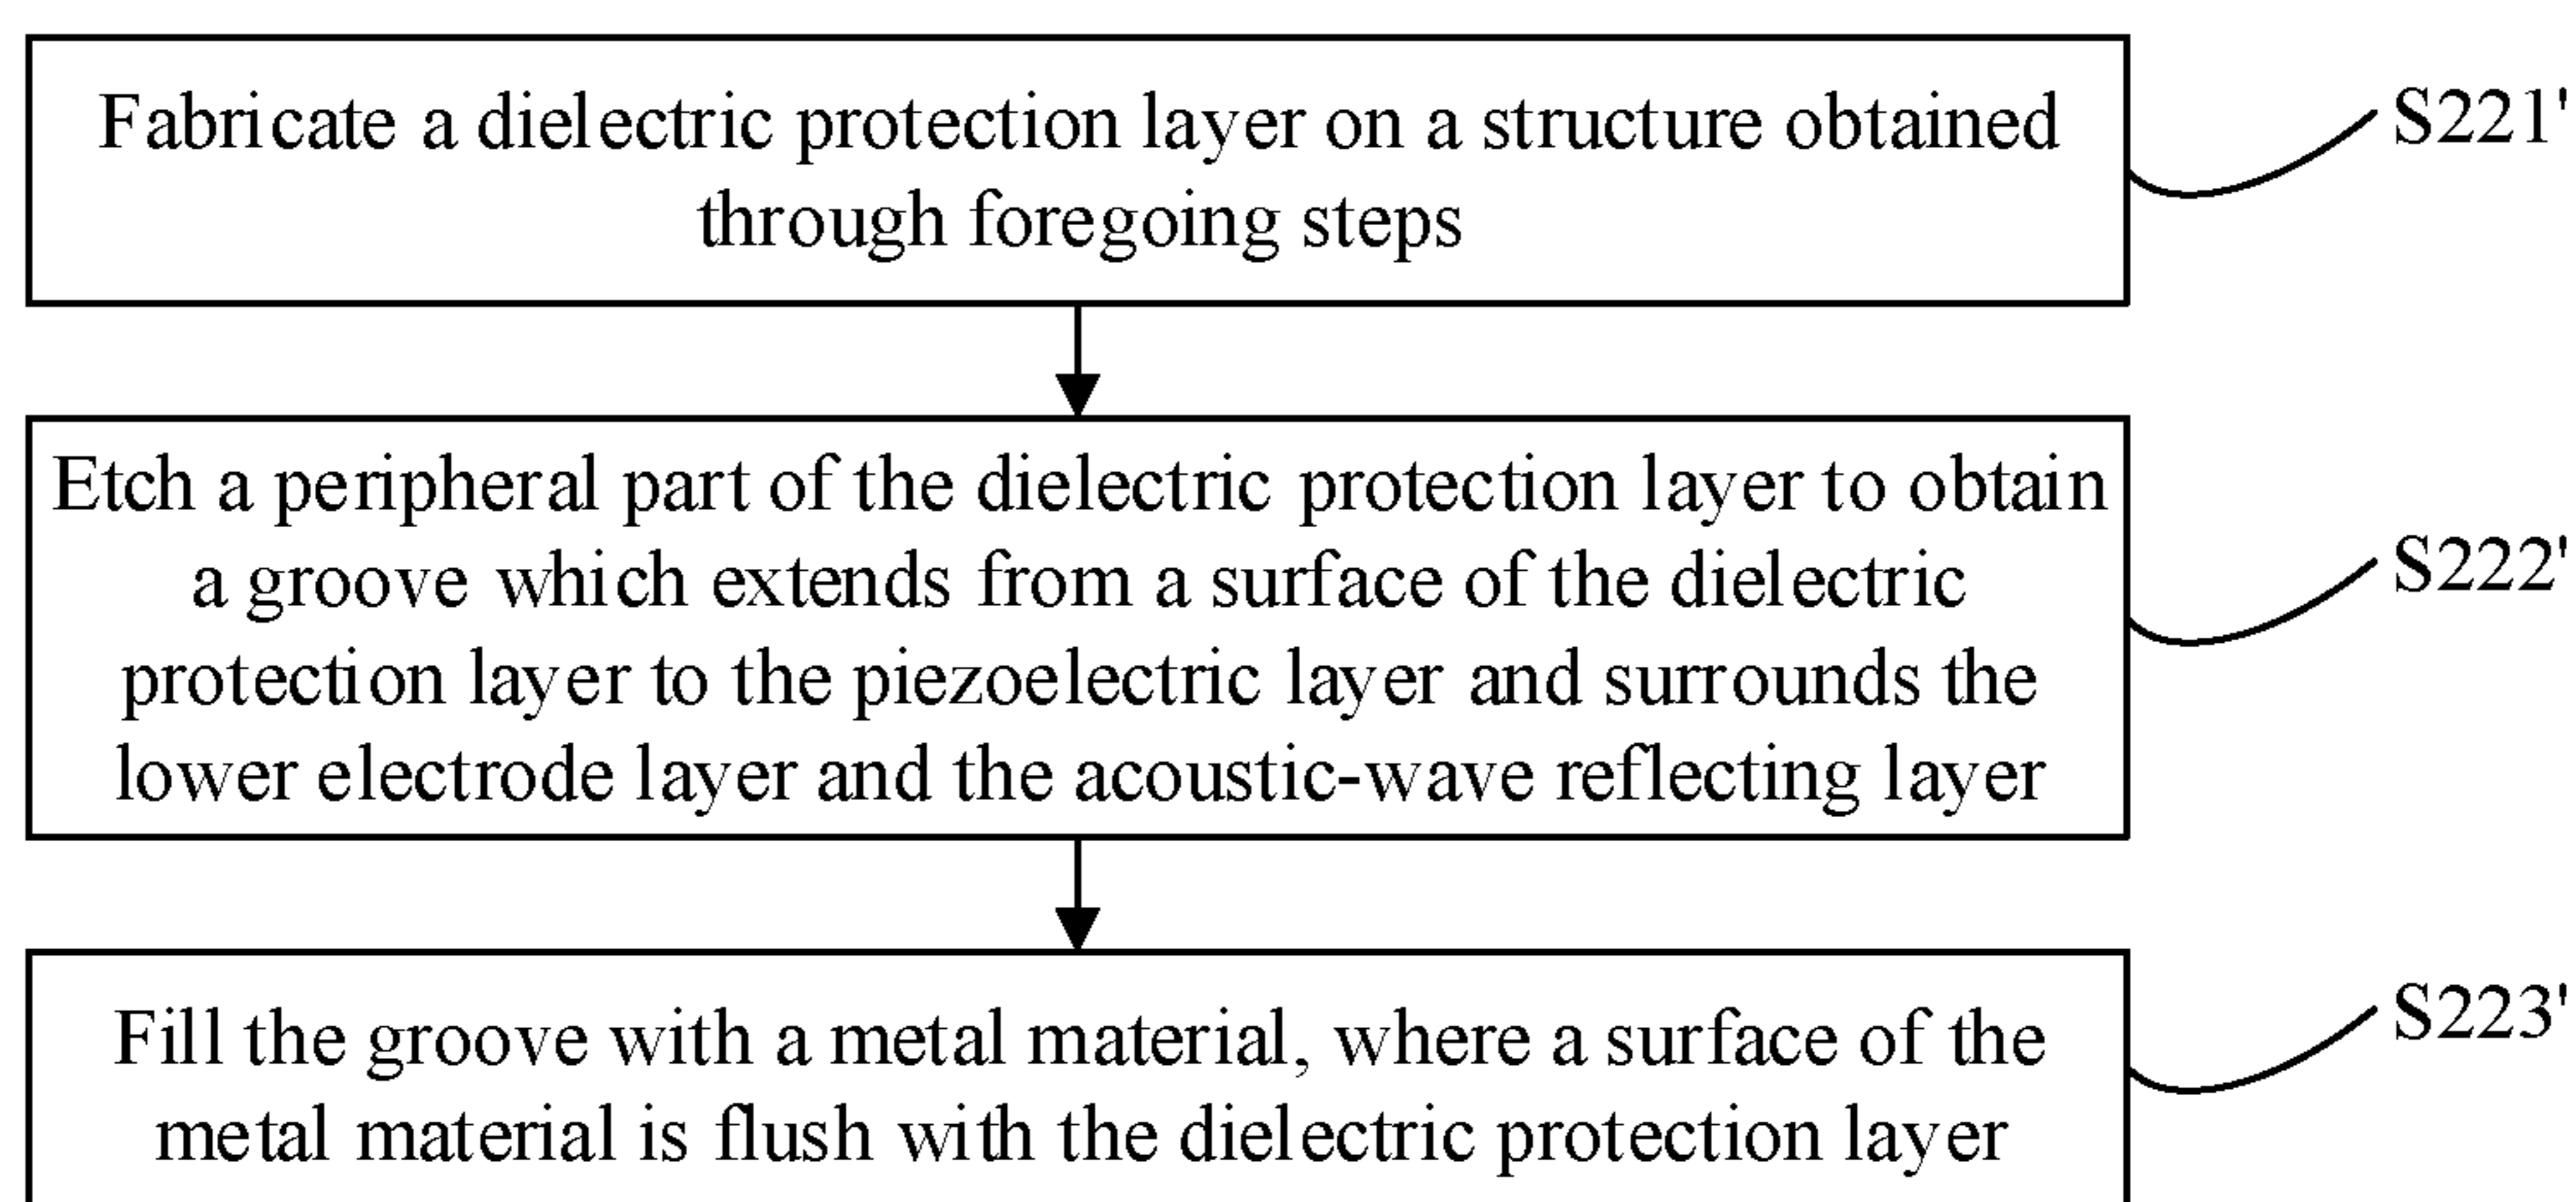 Fabricate a dielectric protection layer on a structure obtained
through foregoing steps
S221'
Etch a peripheral part of the dielectric protection layer to obtain
a groove which extends from a surface of the dielectric
protection layer to the piezoelectric layer and surrounds the
lower electrode layer and the acoustic-wave reflecting layer
S222'
Fill the groove with a metal material, where a surface of the
metal material is flush with the dielectric protection layer
S223'